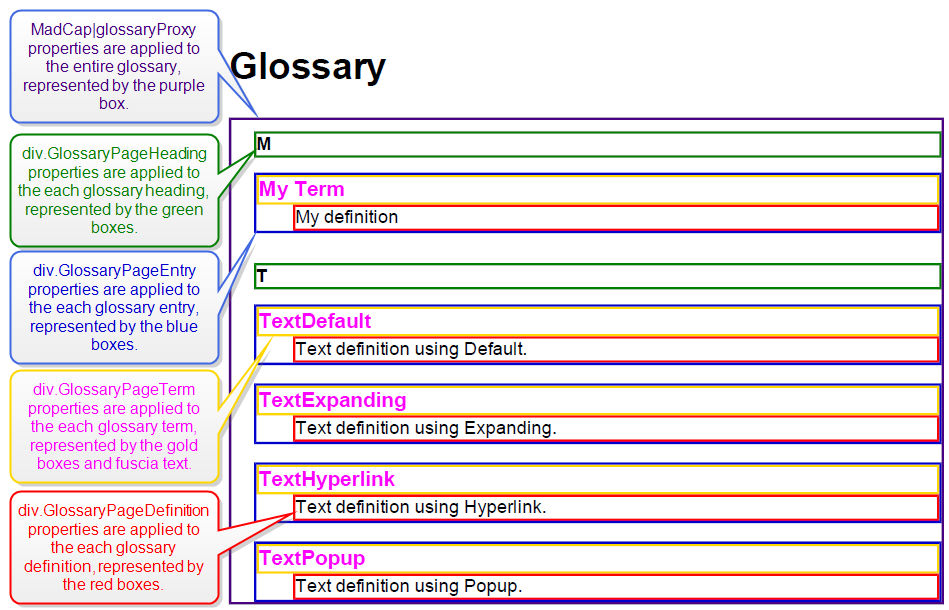 MadCap|glossaryProxy
properties are applied to
the entire glossary,
represented by the purple
box.
div.GlossaryPageHeading
properties are applied to
the each glossary heading,
represented by the green
boxes.
div.GlossaryPageEntry
properties are applied to
the each glossary entry,
represented by the blue
boxes.
div.GlossaryPageTerm
properties are applied to
the each glossary term,
represented by the gold
boxes and fuscia text.
div.GlossaryPageDefinition
properties are applied to
the each glossary
definition, represented by
the red boxes.
Glossary
M
My Term
My definition
T
TextDefault
Text definition using Default.
TextExpanding
Text definition using Expanding.
TextHyperlink
Text definition using Hyperlink.
TextPopup
Text definition using Popup.